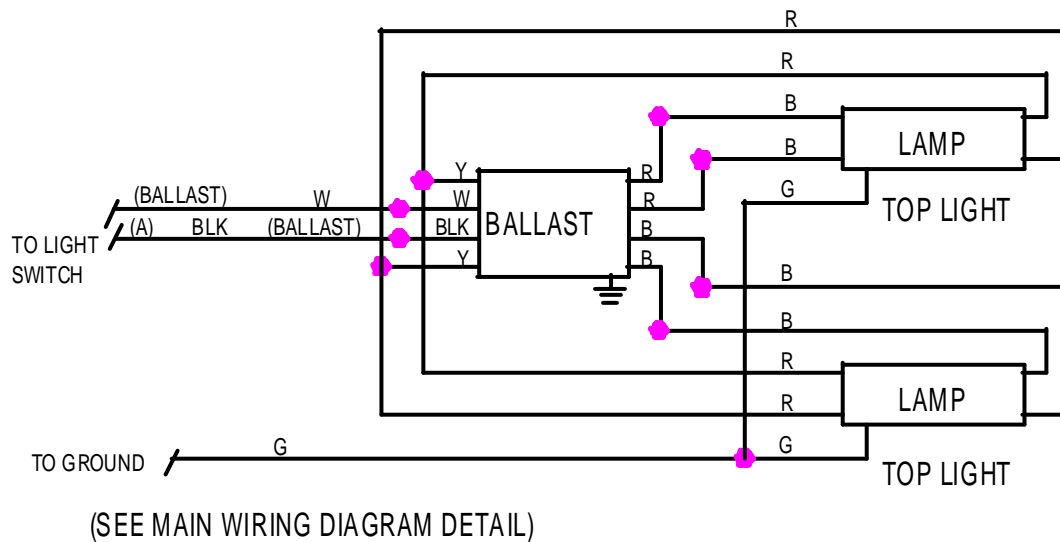 R
R
B
B
LAMP
G
TOP LIGHT
Y
R
(BALLAST) W W
R
(A) BLK (BALLAST) BLK
BALLAST
B
TO LIGHT
SWITCH
Y
B
B
B
R
LAMP
R
G
G
TO GROUND
TOP LIGHT
(SEE MAIN WIRING DIAGRAM DETAIL)